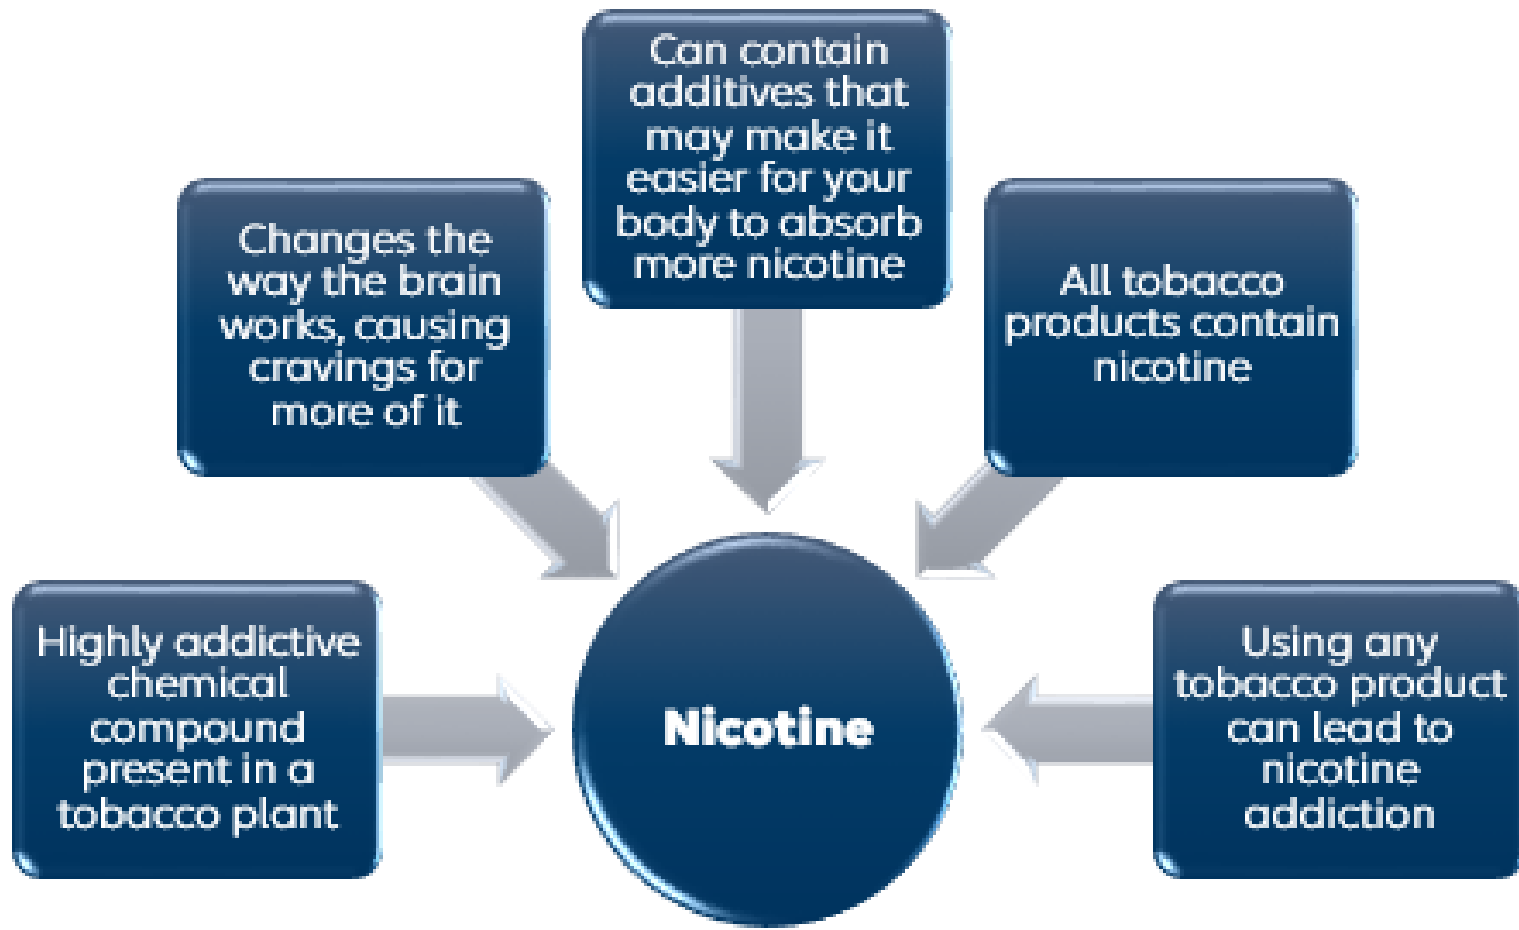 Highly addictive
chemical
compound
present in a
tobacco plant
Changes the
way the brain
works, causing
cravings for
more of it
Can contain
additives that
may make it
easier for your
body to absorb
more nicotine
All tobacco
products contain
nicotine
Using any
tobacco product
can lead to
nicotine
addiction
Nicotine